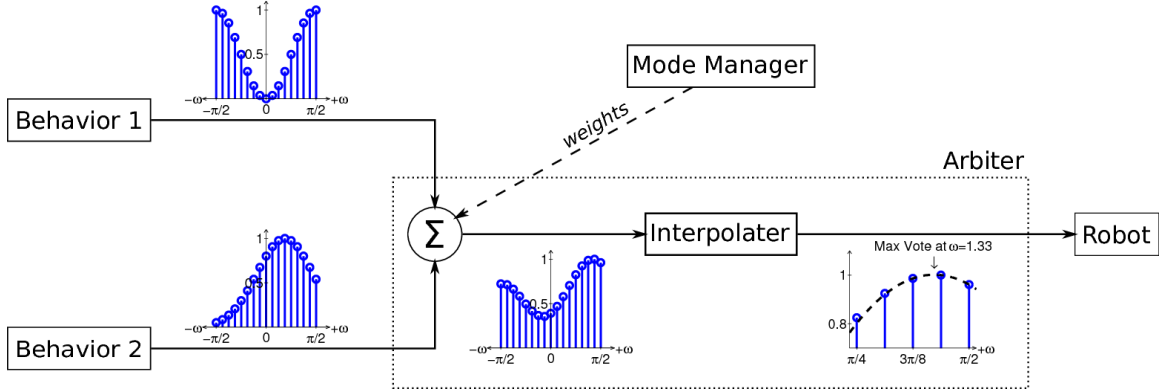 1
0.5
−ω
+ω
−π/2
0
π/2
Behavior 1
Mode Manager
weights
Arbiter
Σ
Interpolater
Robot
1
0.5
−ω
+ω
−π/2
0
π/2
Behavior 2
1
0.5
−ω
+ω
−π/2
0
π/2
Max Vote at ω=1.33
1
0.8
+ω
π/4
3π/8
π/2